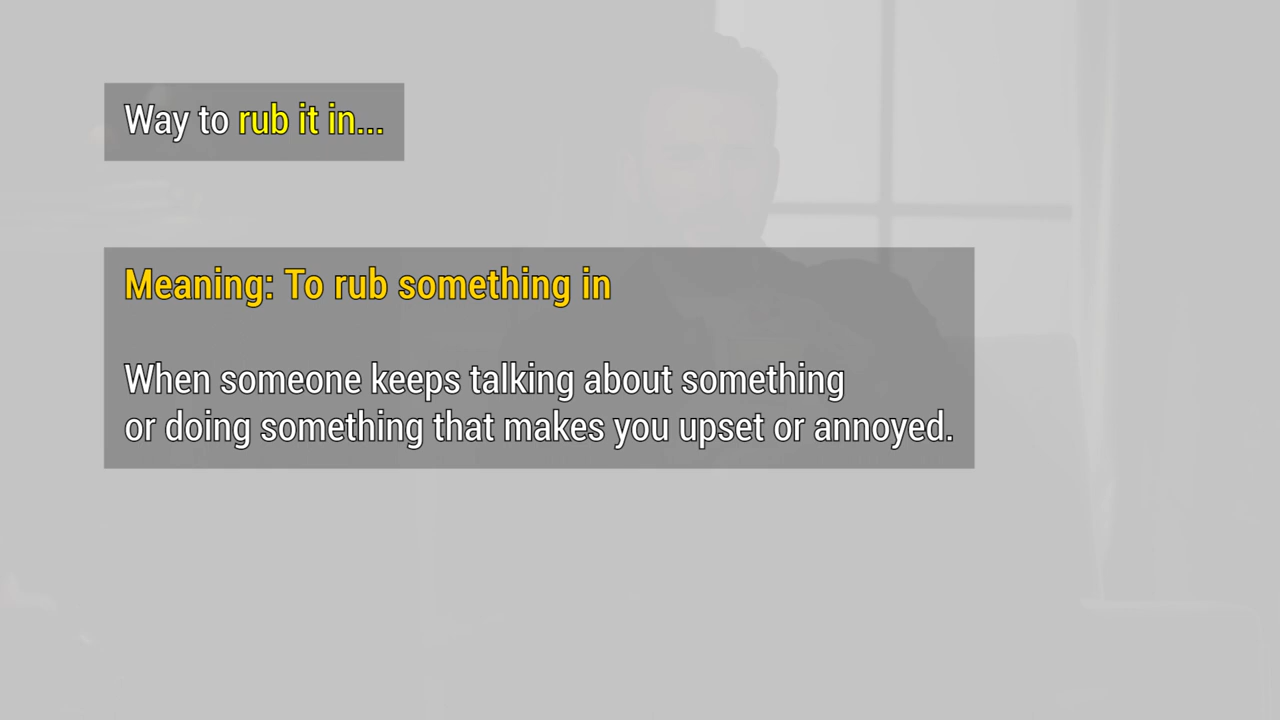 Way to rub it in...
Meaning: To rub something in
When someone keeps talking about something
or doing something that makes you upset or annoyed.